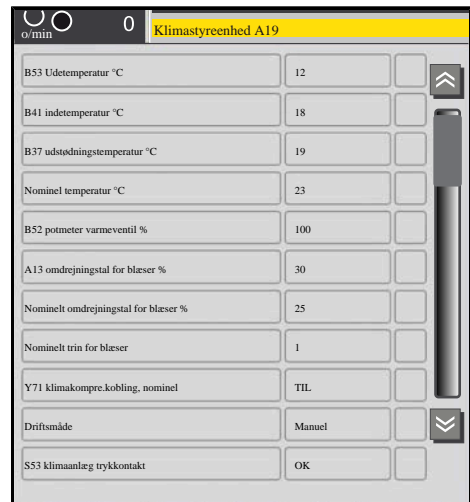 o/min 0 Klimastyreenhed A19
B53 Udetemperatur °C 12
B41 indetemperatur °C 18
B37 udstødningstemperatur °C 19
Nominel temperatur °C 23
B52 potmeter varmeventil % 100
A13 omdrejningstal for blæser % 30
Nominelt omdrejningstal for blæser % 25
Nominelt trin for blæser 1
Y71 klimakompre.kobling, nominel TIL
Driftsmåde Manuel
S53 klimaanlæg trykkontakt OK